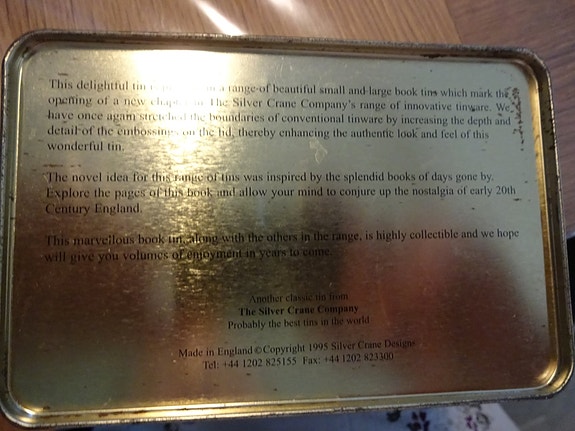 This delightful tin is a range of beautiful small and large book tins which mark the
opening of a new chapter in The Silver Crane Company's range of innovative tinware. We
have once again stretched the boundaries of conventional tinware by increasing the depth and
detail of the embossings on the lid, thereby enhancing the authentic look and feel of this
wonderful tin.
The novel idea for this range of tins was inspired by the splendid books of days gone by.
Explore the pages of this book and allow your mind to conjure up the nostalgia of early 20th
Century England.
This marvellous book tin, along with the others in the range, is highly collectible and we hope
will give you volumes of enjoyment in years to come.
Another classic tin from
The Silver Crane Company
Probably the best tins in the world
Made in England © Copyright 1995 Silver Crane Designs
Tel: +44 1202 825155 Fax: +44 1202 823300